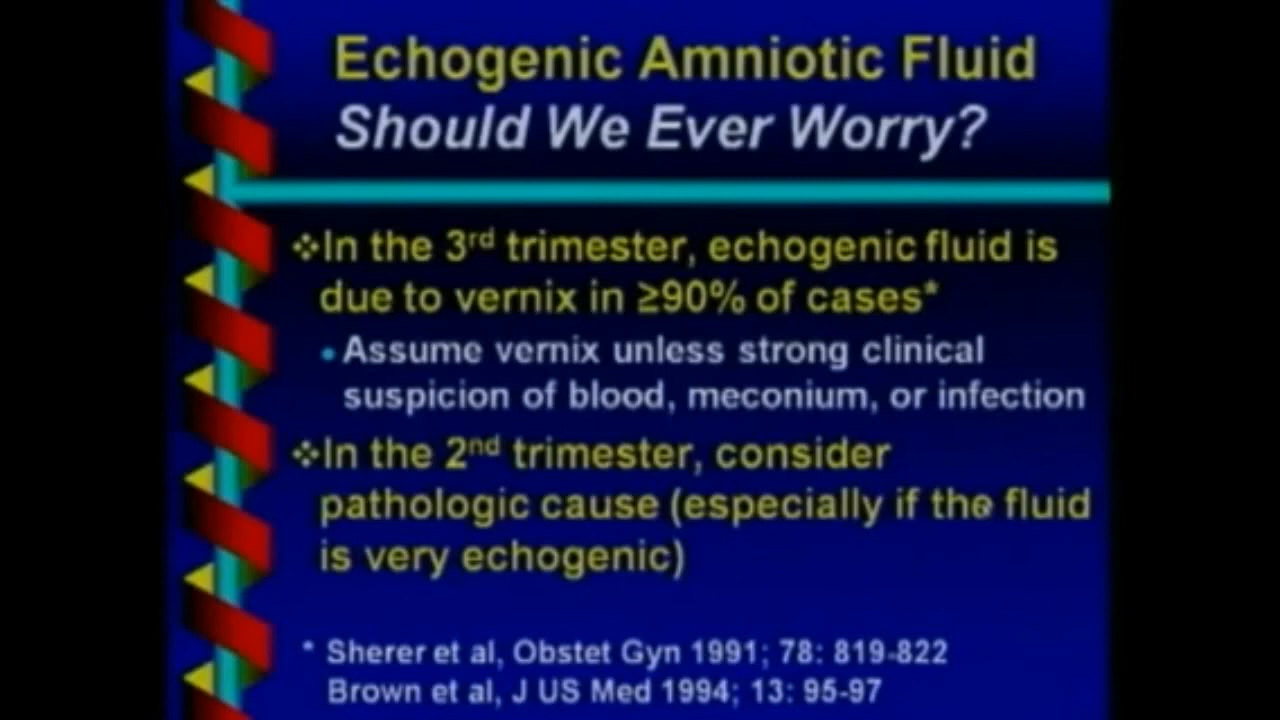 Echogenic Amniotic Fluid
Should We Ever Worry?
❖In the 3rd trimester, echogenic fluid is
due to vernix in ≥90% of cases*
• Assume vernix unless strong clinical
suspicion of blood, meconium, or infection
❖In the 2nd trimester, consider
pathologic cause (especially if the fluid
is very echogenic)
* Sherer et al, Obstet Gyn 1991; 78: 819-822
Brown et al, J US Med 1994; 13: 95-97